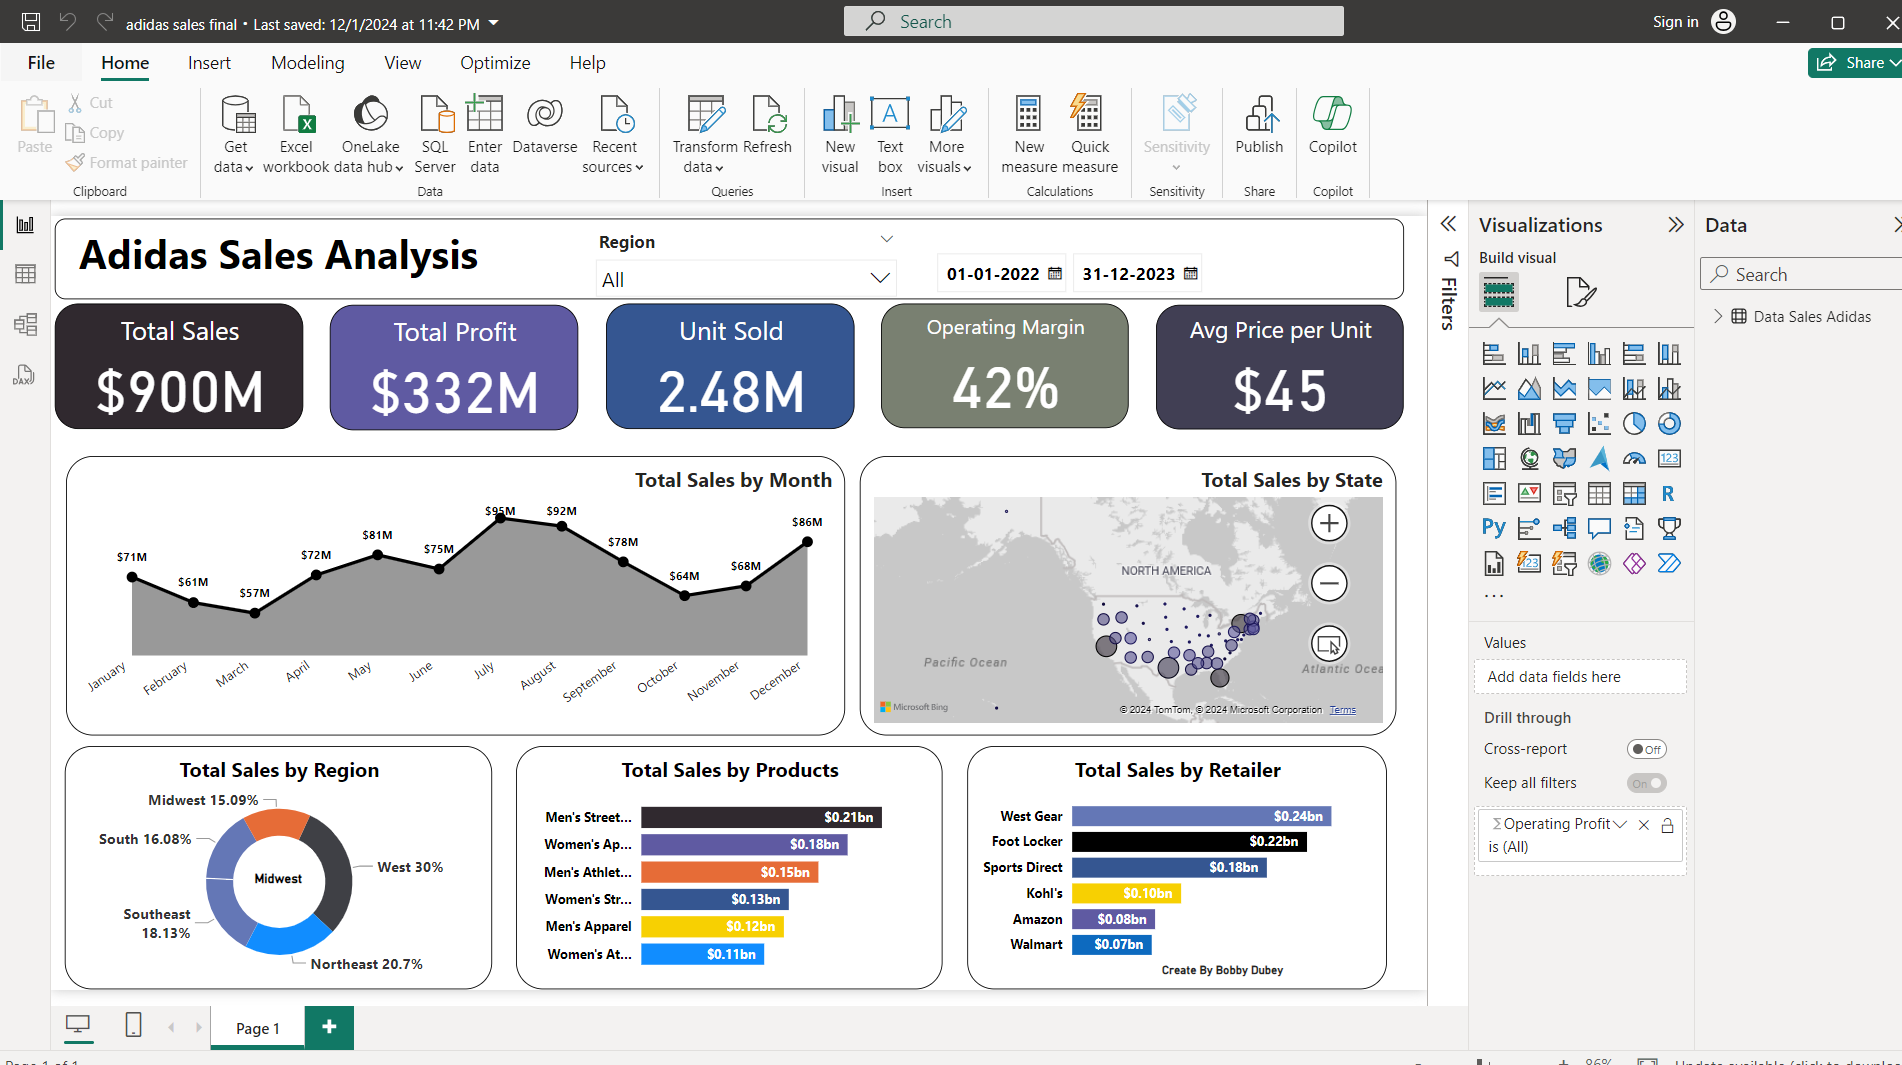 adidas sales final • Last saved: 12/1/2024 at 11:42 PM
Search
Sign in
File
Home
Insert
Modeling
View
Optimize
Help
Share
Paste
Cut
Copy
Format painter
Clipboard
Get data
Excel workbook
OneLake data hub
SQL Server
Enter data
Dataverse
Recent sources
Data
Transform data
Refresh
Queries
New visual
Text box
More visuals
Insert
New measure
Quick measure
Calculations
Sensitivity
Sensitivity
Publish
Share
Copilot
Copilot
DAX
Adidas Sales Analysis
Region
All
01-01-2022
31-12-2023
Total Sales
$900M
Total Profit
$332M
Unit Sold
2.48M
Operating Margin
42%
Avg Price per Unit
$45
Total Sales by Month
$71M
$61M
$57M
$72M
$81M
$75M
$95M
$92M
$78M
$64M
$68M
$86M
January
February
March
April
May
June
July
August
September
October
November
December
Total Sales by State
NORTH AMERICA
Pacific Ocean
Atlantic Ocea
Microsoft Bing
© 2024 TomTom, © 2024 Microsoft Corporation Terms
Total Sales by Region
Midwest 15.09%
South 16.08%
West 30%
Midwest
Southeast
18.13%
Northeast 20.7%
Total Sales by Products
Men's Street... $0.21bn
Women's Ap... $0.18bn
Men's Athlet... $0.15bn
Women's Str... $0.13bn
Men's Apparel $0.12bn
Women's At... $0.11bn
Total Sales by Retailer
West Gear $0.24bn
Foot Locker $0.22bn
Sports Direct $0.18bn
Kohl's $0.10bn
Amazon $0.08bn
Walmart $0.07bn
Create By Bobby Dubey
Filters
Visualizations
Build visual
123
R
Py
123
...
Values
Add data fields here
Drill through
Cross-report
Off
Keep all filters
On
Operating Profit
is (All)
Data
Search
Data Sales Adidas
Page 1
Page 1 of 1
86%
Update available (click to downloa